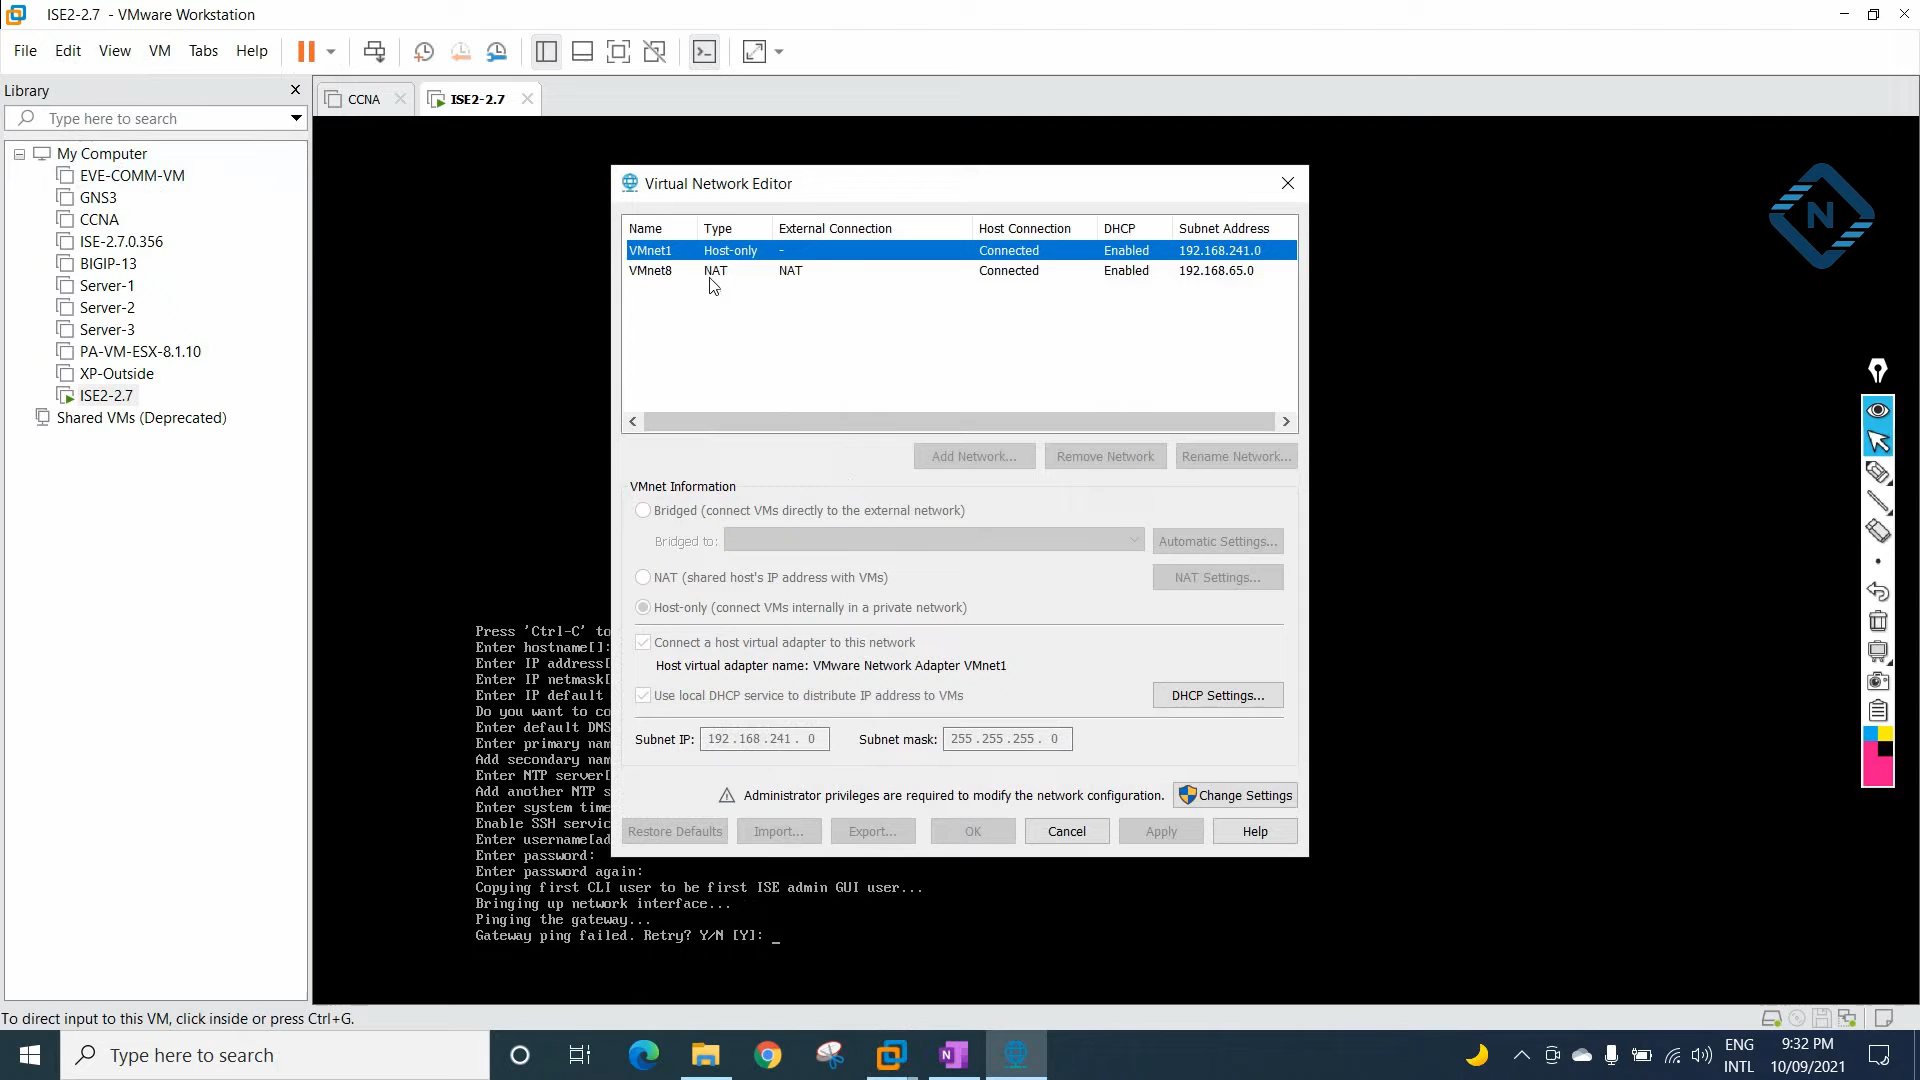 ISE2-2.7 - VMware Workstation
File Edit View VM Tabs Help
Library
CCNA
ISE2-2.7
Type here to search
My Computer
EVE-COMM-VM
GNS3
CCNA
ISE-2.7.0.356
BIGIP-13
Server-1
Server-2
Server-3
PA-VM-ESX-8.1.10
XP-Outside
ISE2-2.7
Shared VMs (Deprecated)
Virtual Network Editor
Name Type External Connection Host Connection DHCP Subnet Address
VMnet1 Host-only - Connected Enabled 192.168.241.0
VMnet8 NAT NAT Connected Enabled 192.168.65.0
Add Network... Remove Network Rename Network...
VMnet Information
Bridged (connect VMs directly to the external network)
Bridged to: Automatic Settings...
NAT (shared host's IP address with VMs) NAT Settings...
Host-only (connect VMs internally in a private network)
Connect a host virtual adapter to this network
Host virtual adapter name: VMware Network Adapter VMnet1
Use local DHCP service to distribute IP address to VMs DHCP Settings...
Subnet IP: 192.168.241. 0 Subnet mask: 255.255.255. 0
Administrator privileges are required to modify the network configuration. Change Settings
Restore Defaults Import... Export... OK Cancel Apply Help
Press 'Ctrl-C' to
Enter hostname[]:
Enter IP address[
Enter IP netmask[
Enter IP default
Do you want to co
Enter default DNS
Enter primary nam
Add secondary nam
Enter NTP server[
Add another NTP s
Enter system time
Enable SSH servic
Enter username[ad
Enter password:
Enter password again:
Copying first CLI user to be first ISE admin GUI user...
Bringing up network interface...
Pinging the gateway...
Gateway ping failed. Retry? Y/N [Y]: _
N
To direct input to this VM, click inside or press Ctrl+G.
Type here to search
N
ENG
INTL
9:32 PM
10/09/2021